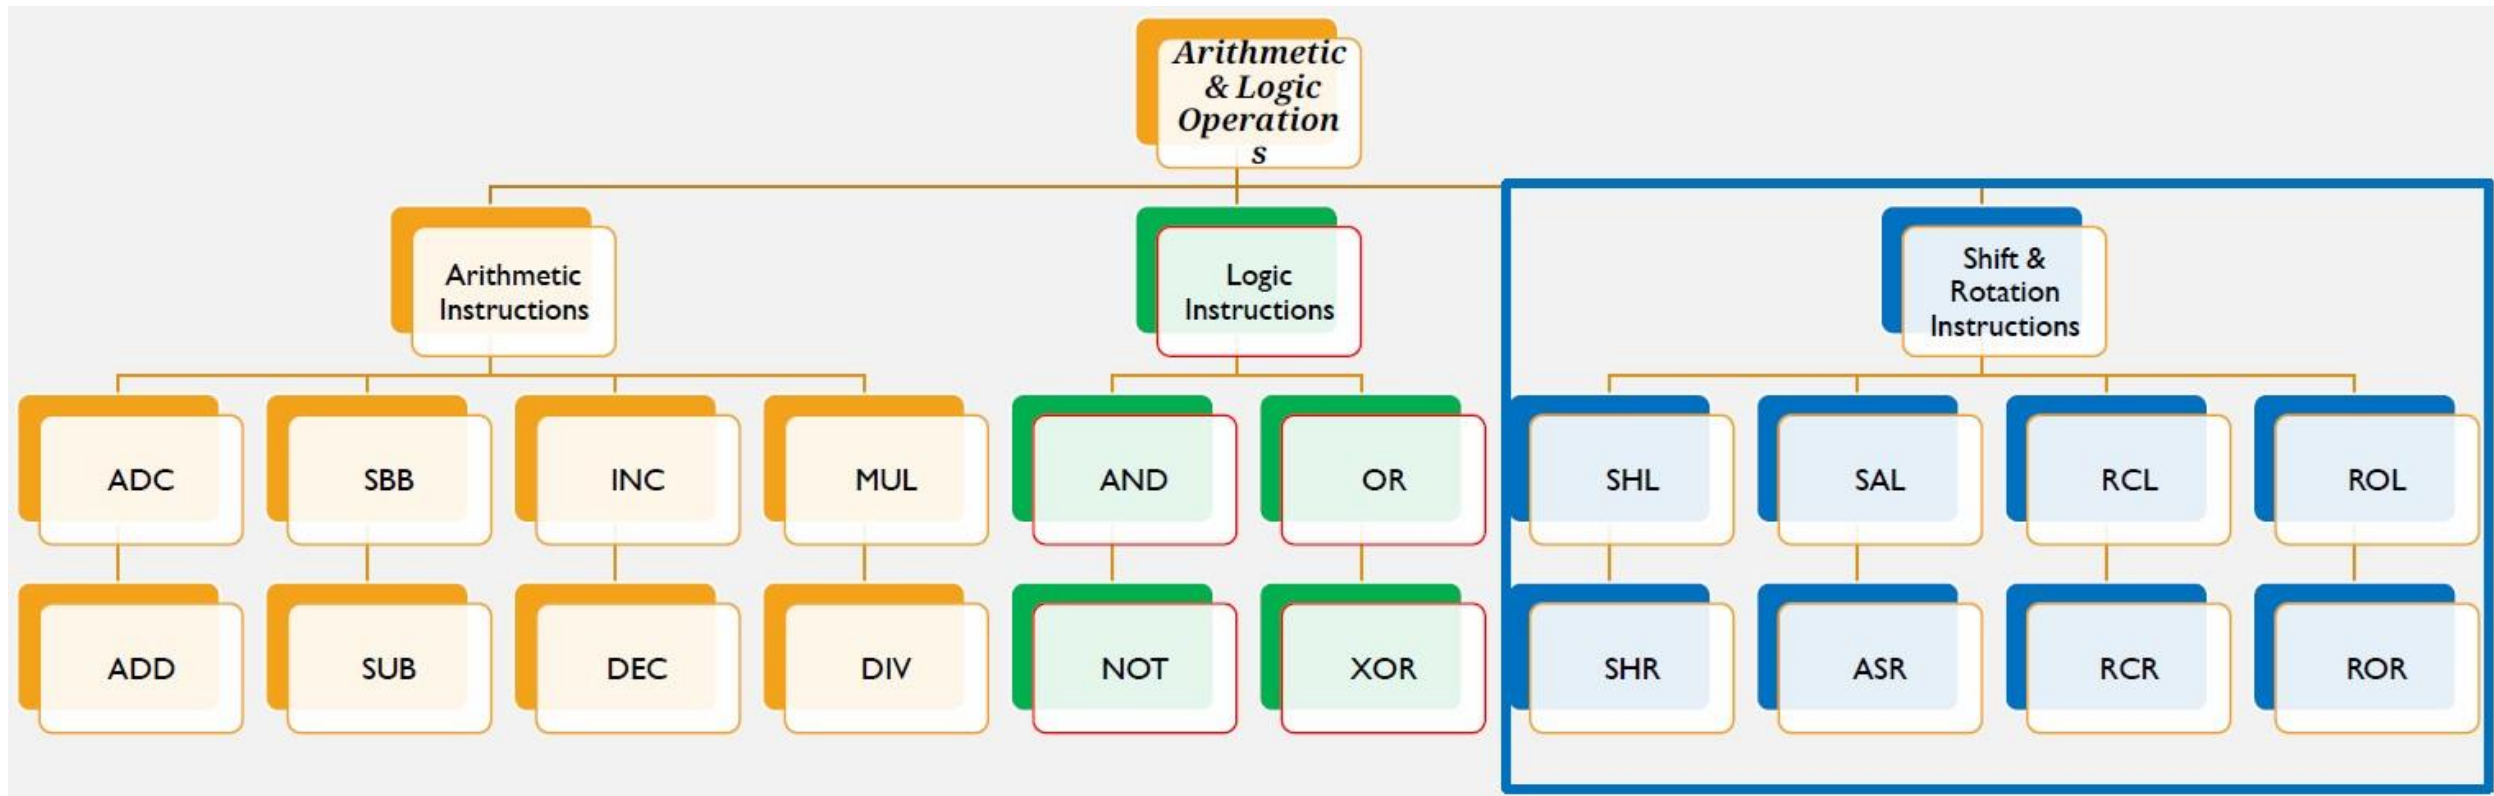 Arithmetic
& Logic
Operation
s
Arithmetic
Instructions
Logic
Instructions
Shift &
Rotation
Instructions
ADC
SBB
INC
MUL
AND
OR
SHL
SAL
RCL
ROL
ADD
SUB
DEC
DIV
NOT
XOR
SHR
ASR
RCR
ROR